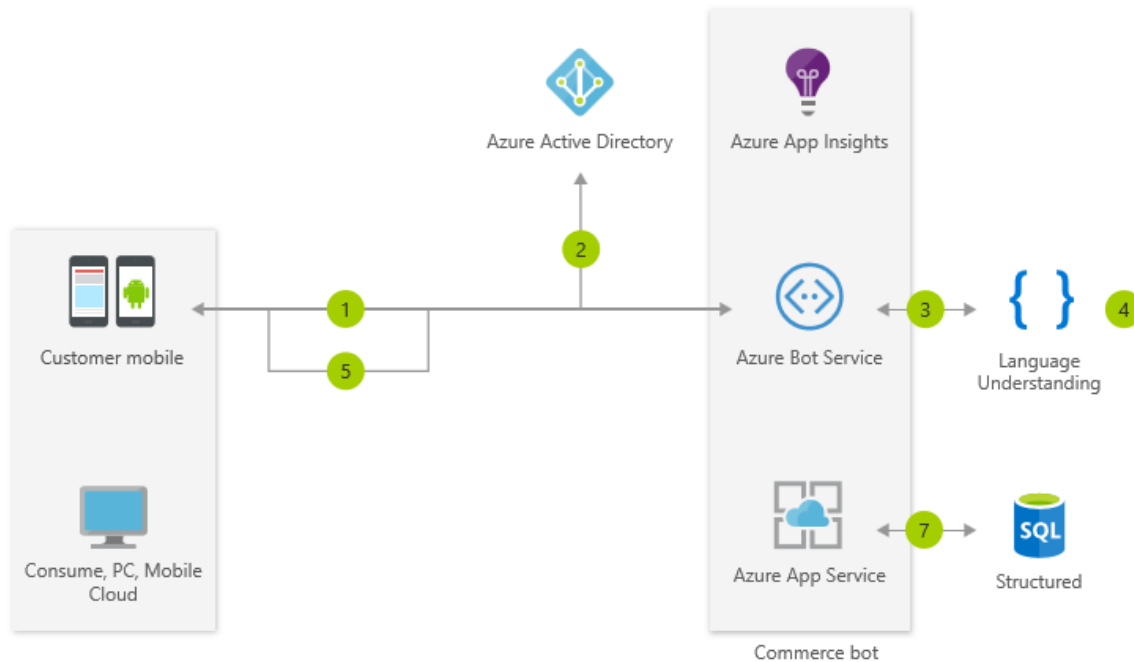 Azure Active Directory
Azure App Insights
2
1
5
Customer mobile
Azure Bot Service
3
{ }
4
Language
Understanding
Consume, PC, Mobile
Cloud
Azure App Service
7
SQL
Structured
Commerce bot